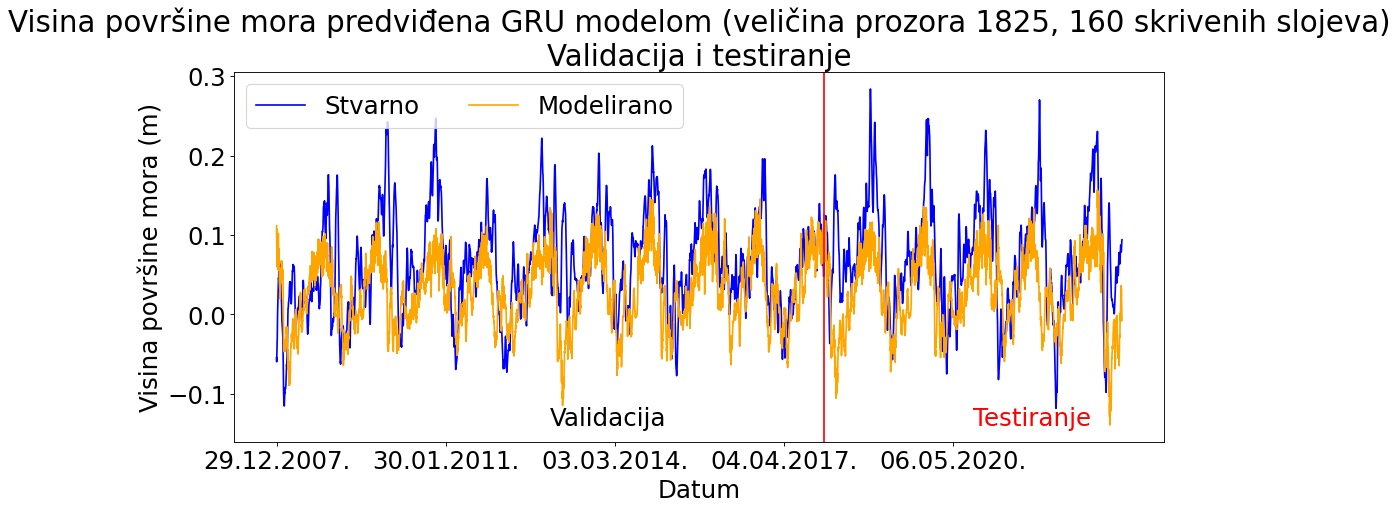 Visina površine mora predviđena GRU modelom (veličina prozora 1825, 160 skrivenih slojeva)
Validacija i testiranje
Stvarno
Modelirano
Visina površine mora (m)
0.3
0.2
0.1
0.0
−0.1
Validacija
Testiranje
29.12.2007.
30.01.2011.
03.03.2014.
04.04.2017.
06.05.2020.
Datum